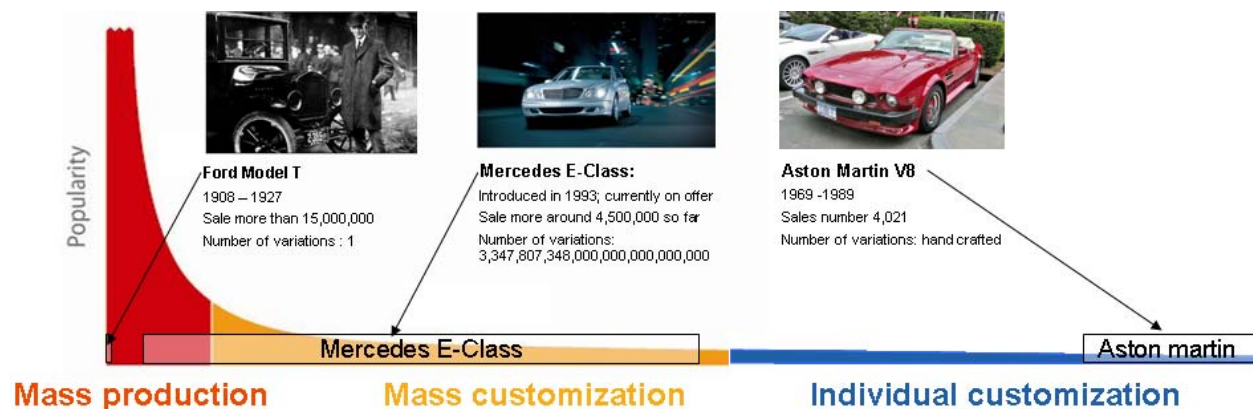 Popularity
Ford Model T
1908 – 1927
Sale more than 15,000,000
Number of variations : 1
Mercedes E-Class:
Introduced in 1993; currently on offer
Sale more around 4,500,000 so far
Number of variations:
3,347,807,348,000,000,000,000,000
Aston Martin V8
1969 -1989
Sales number 4,021
Number of variations: hand crafted
Mercedes E-Class
Aston martin
Mass production
Mass customization
Individual customization